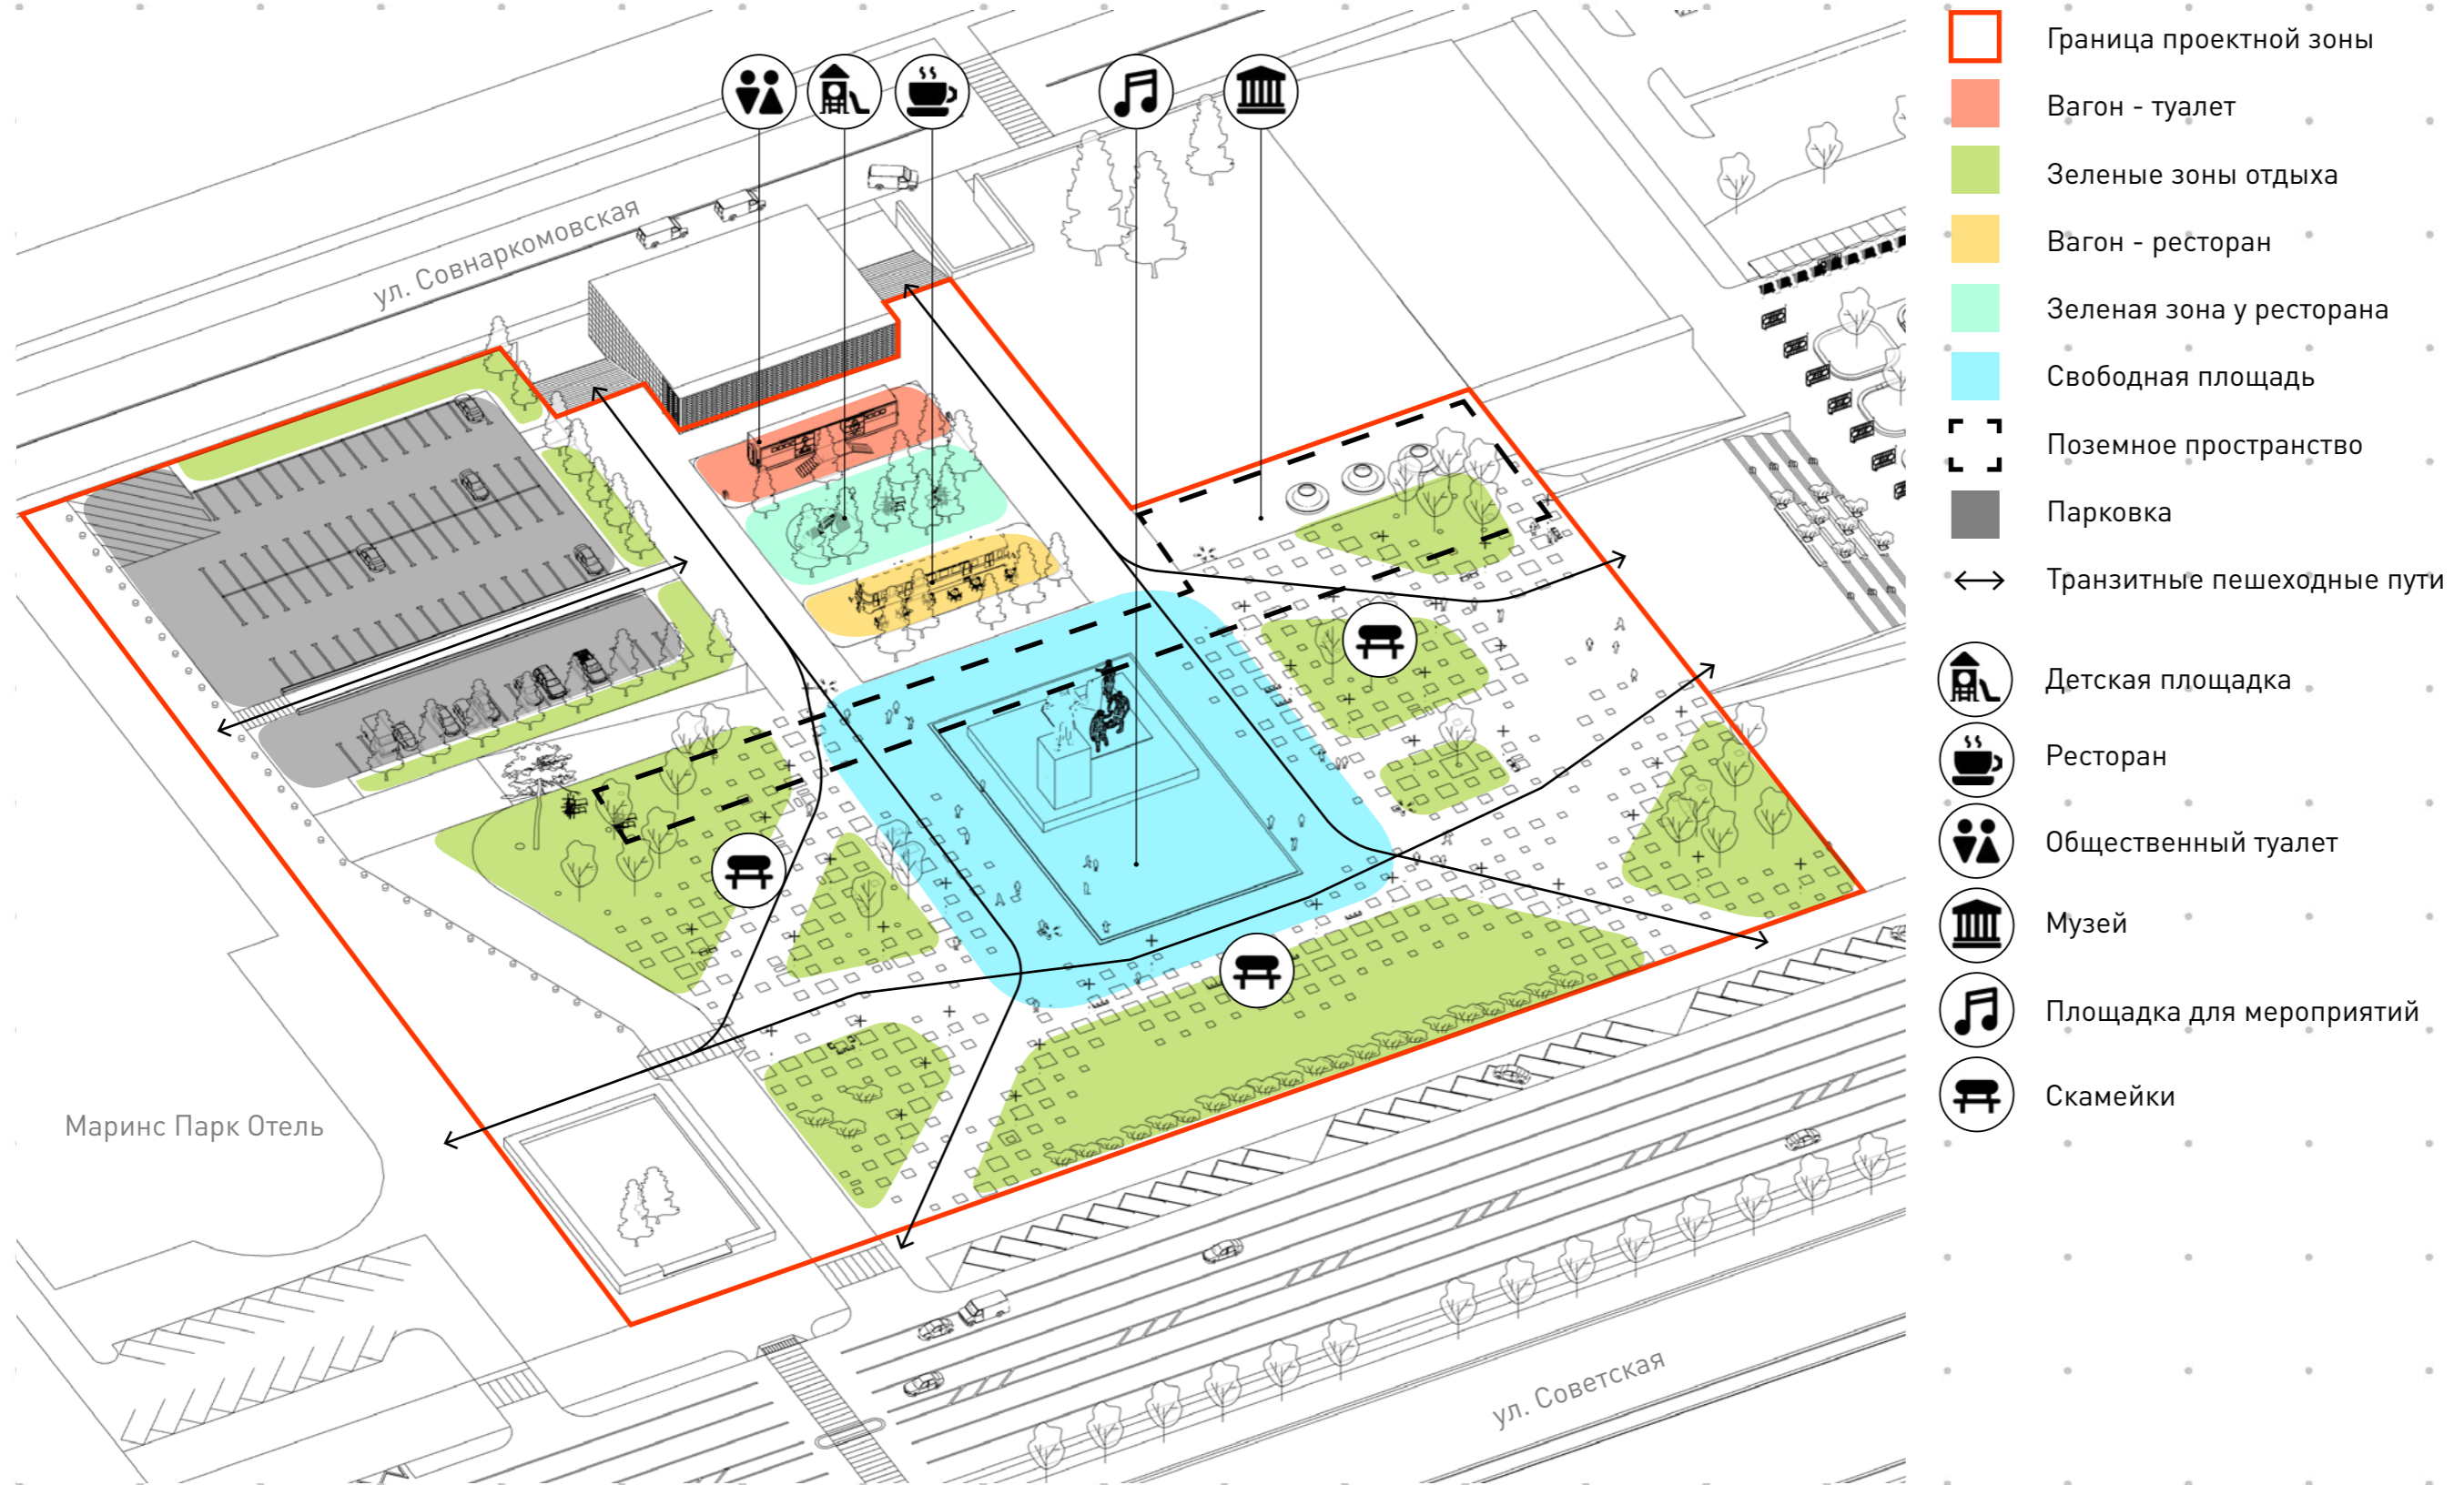 ул. Совнаркомовская
Маринс Парк Отель
ул. Советская
Граница проектной зоны
Вагон - туалет
Зеленые зоны отдыха
Вагон - ресторан
Зеленая зона у ресторана
Свободная площадь
Поземное пространство
Парковка
Транзитные пешеходные пути
Детская площадка
Ресторан
Общественный туалет
Музей
Площадка для мероприятий
Скамейки